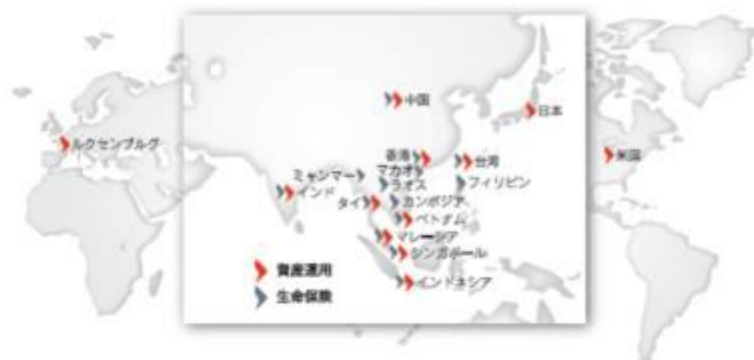 中国
日本
ルクセンブルグ
香港
台湾
米国
ミャンマー
マカオ
ラオス
フィリピン
インド
タイ
カンボジア
ベトナム
マレーシア
シンガポール
インドネシア
資産運用
生命保険